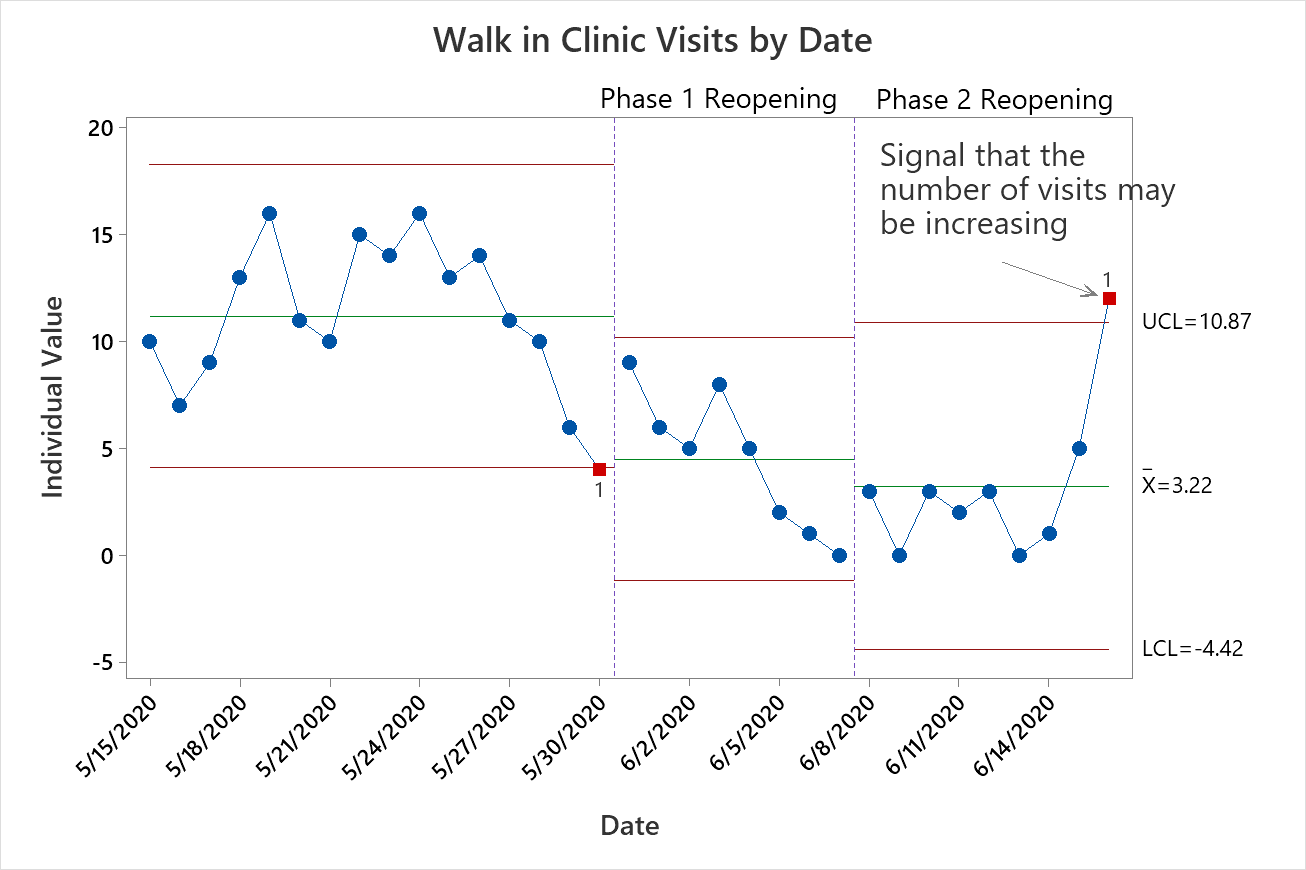 Walk in Clinic Visits by Date
Phase 1 Reopening
Phase 2 Reopening
Signal that the
number of visits may
be increasing
Individual Value
20
15
10
5
0
-5
1
1
UCL=10.87
X̄=3.22
LCL=-4.42
5/15/2020
5/18/2020
5/21/2020
5/24/2020
5/27/2020
5/30/2020
6/2/2020
6/5/2020
6/8/2020
6/11/2020
6/14/2020
Date